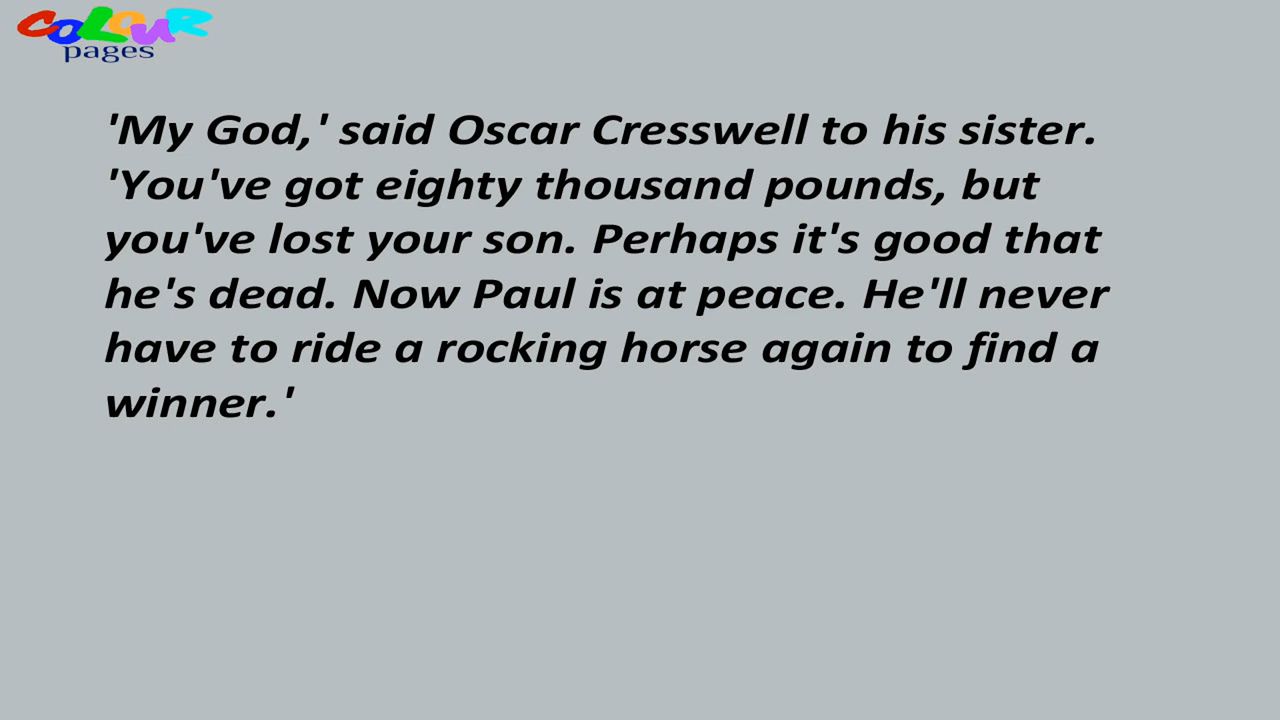 COLOUR
pages
'My God,' said Oscar Cresswell to his sister.
'You've got eighty thousand pounds, but
you've lost your son. Perhaps it's good that
he's dead. Now Paul is at peace. He'll never
have to ride a rocking horse again to find a
winner.'